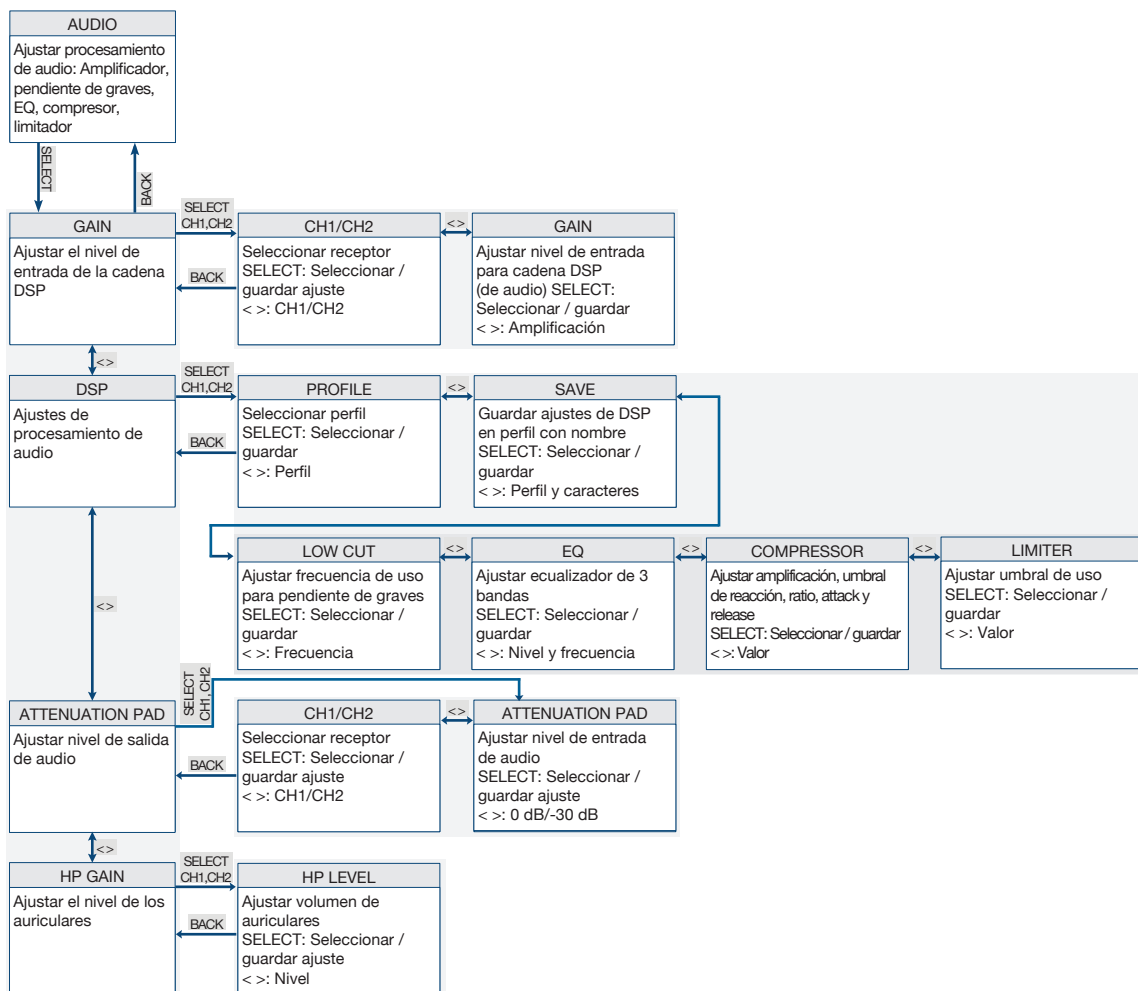 AUDIO
Ajustar procesamiento
de audio: Amplificador,
pendiente de graves,
EQ, compresor,
limitador
SELECT
BACK
GAIN
Ajustar el nivel de
entrada de la cadena
DSP
SELECT
CH1,CH2
BACK
CH1/CH2
Seleccionar receptor
SELECT: Seleccionar /
guardar ajuste
< >: CH1/CH2
<>
GAIN
Ajustar nivel de entrada
para cadena DSP
(de audio) SELECT:
Seleccionar / guardar
< >: Amplificación
<>
DSP
Ajustes de
procesamiento de
audio
SELECT
CH1,CH2
BACK
PROFILE
Seleccionar perfil
SELECT: Seleccionar /
guardar
< >: Perfil
<>
SAVE
Guardar ajustes de DSP
en perfil con nombre
SELECT: Seleccionar /
guardar
< >: Perfil y caracteres
LOW CUT
Ajustar frecuencia de uso
para pendiente de graves
SELECT: Seleccionar /
guardar
< >: Frecuencia
<>
EQ
Ajustar ecualizador de 3
bandas
SELECT: Seleccionar /
guardar
< >: Nivel y frecuencia
<>
COMPRESSOR
Ajustar amplificación, umbral
de reacción, ratio, attack y
release
SELECT: Seleccionar / guardar
< >: Valor
<>
LIMITER
Ajustar umbral de uso
SELECT: Seleccionar /
guardar
< >: Valor
<>
ATTENUATION PAD
Ajustar nivel de salida
de audio
SELECT
CH1,CH2
BACK
CH1/CH2
Seleccionar receptor
SELECT: Seleccionar /
guardar ajuste
< >: CH1/CH2
<>
ATTENUATION PAD
Ajustar nivel de entrada
de audio
SELECT: Seleccionar /
guardar ajuste
< >: 0 dB/-30 dB
<>
HP GAIN
Ajustar el nivel de los
auriculares
SELECT
CH1,CH2
BACK
HP LEVEL
Ajustar volumen de
auriculares
SELECT: Seleccionar /
guardar ajuste
< >: Nivel